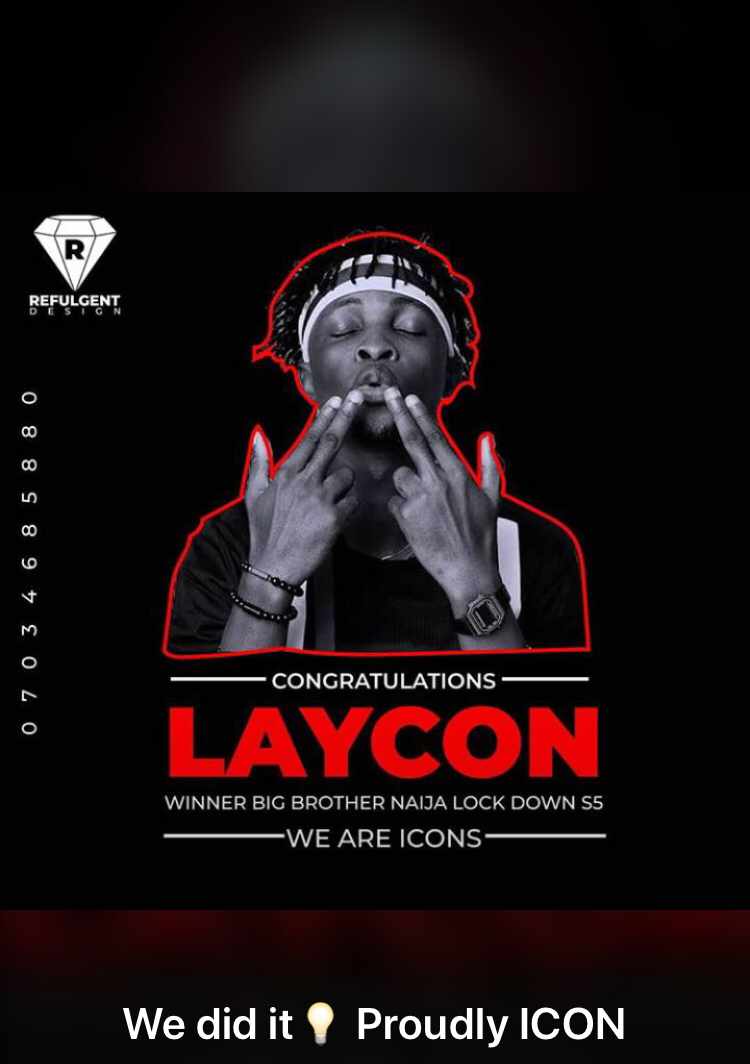 R
REFULGENT
DESIGN
07034685880
CONGRATULATIONS
LAYCON
WINNER BIG BROTHER NAIJA LOCK DOWN S5
WE ARE ICONS
We did it💡 Proudly ICON